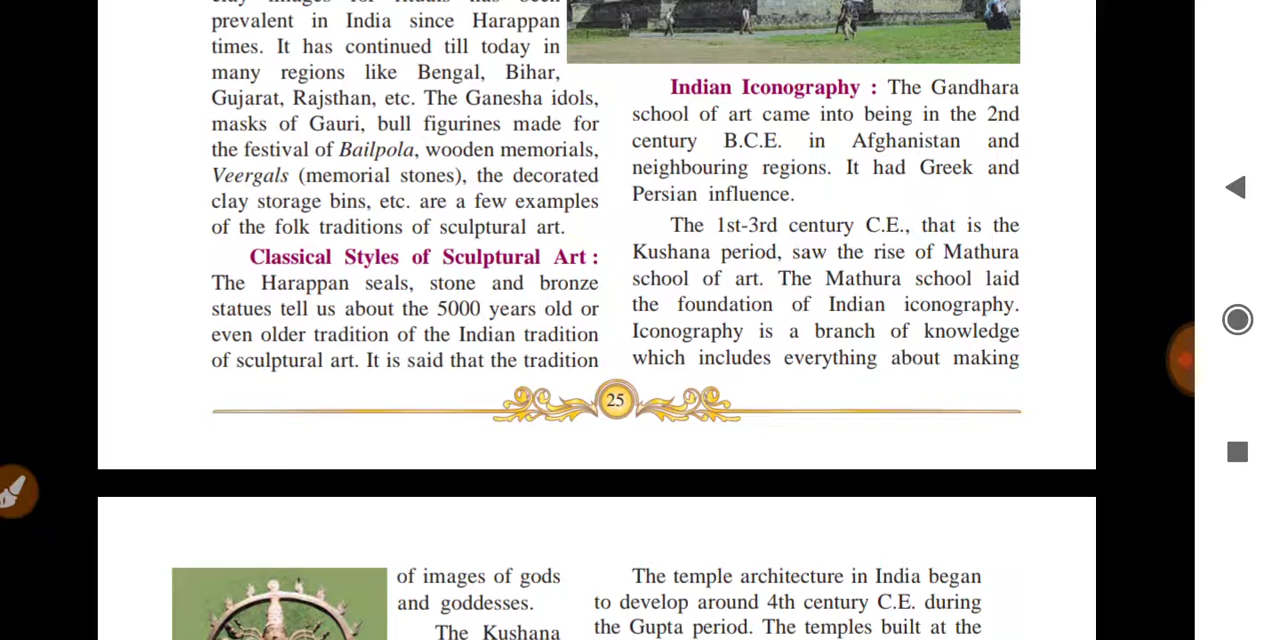 clay images for rituals has been
prevalent in India since Harappan
times. It has continued till today in
many regions like Bengal, Bihar,
Gujarat, Rajsthan, etc. The Ganesha idols,
masks of Gauri, bull figurines made for
the festival of Bailpola, wooden memorials,
Veergals (memorial stones), the decorated
clay storage bins, etc. are a few examples
of the folk traditions of sculptural art.
Classical Styles of Sculptural Art :
The Harappan seals, stone and bronze
statues tell us about the 5000 years old or
even older tradition of the Indian tradition
of sculptural art. It is said that the tradition
Indian Iconography : The Gandhara
school of art came into being in the 2nd
century B.C.E. in Afghanistan and
neighbouring regions. It had Greek and
Persian influence.
The 1st-3rd century C.E., that is the
Kushana period, saw the rise of Mathura
school of art. The Mathura school laid
the foundation of Indian iconography.
Iconography is a branch of knowledge
which includes everything about making
25
of images of gods
and goddesses.
The Kushana
The temple architecture in India began
to develop around 4th century C.E. during
the Gupta period. The temples built at the